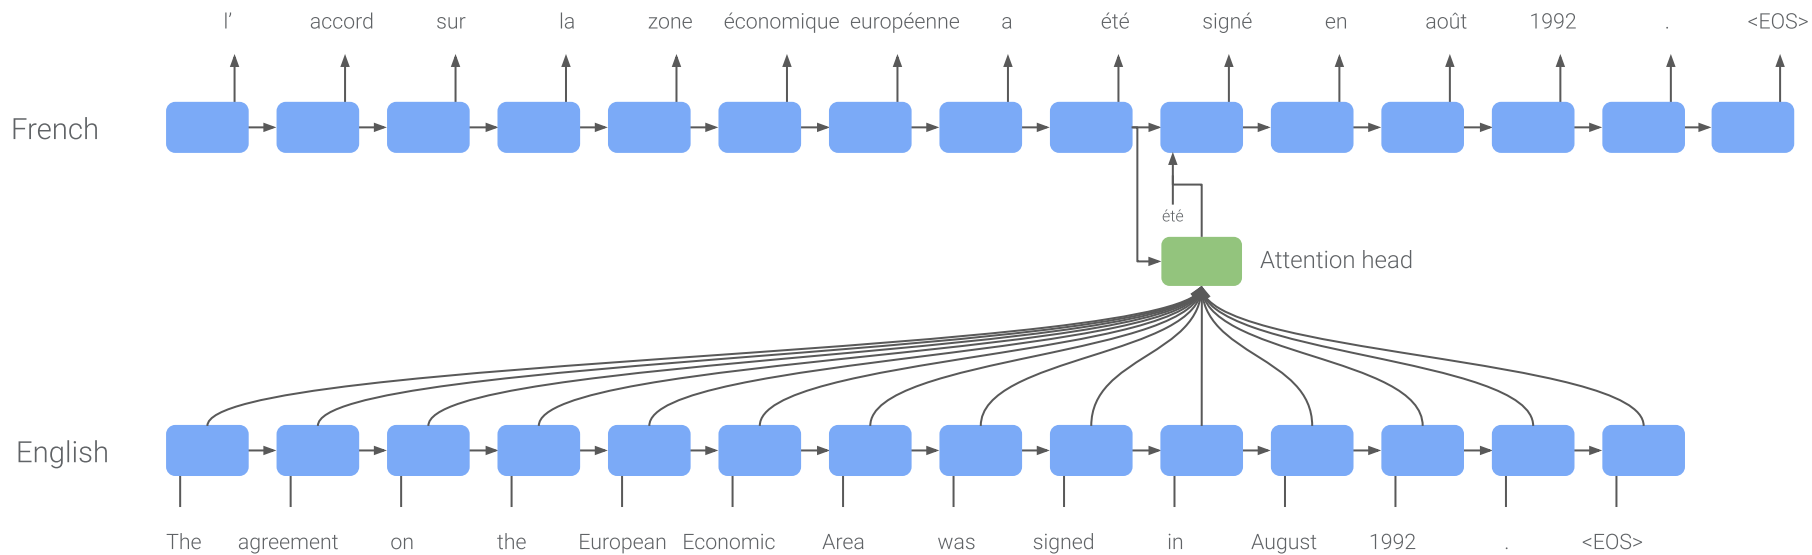 l’ accord sur la zone économique européenne a été signé en août 1992 . <EOS>
French
été
Attention head
English
The agreement on the European Economic Area was signed in August 1992 . <EOS>